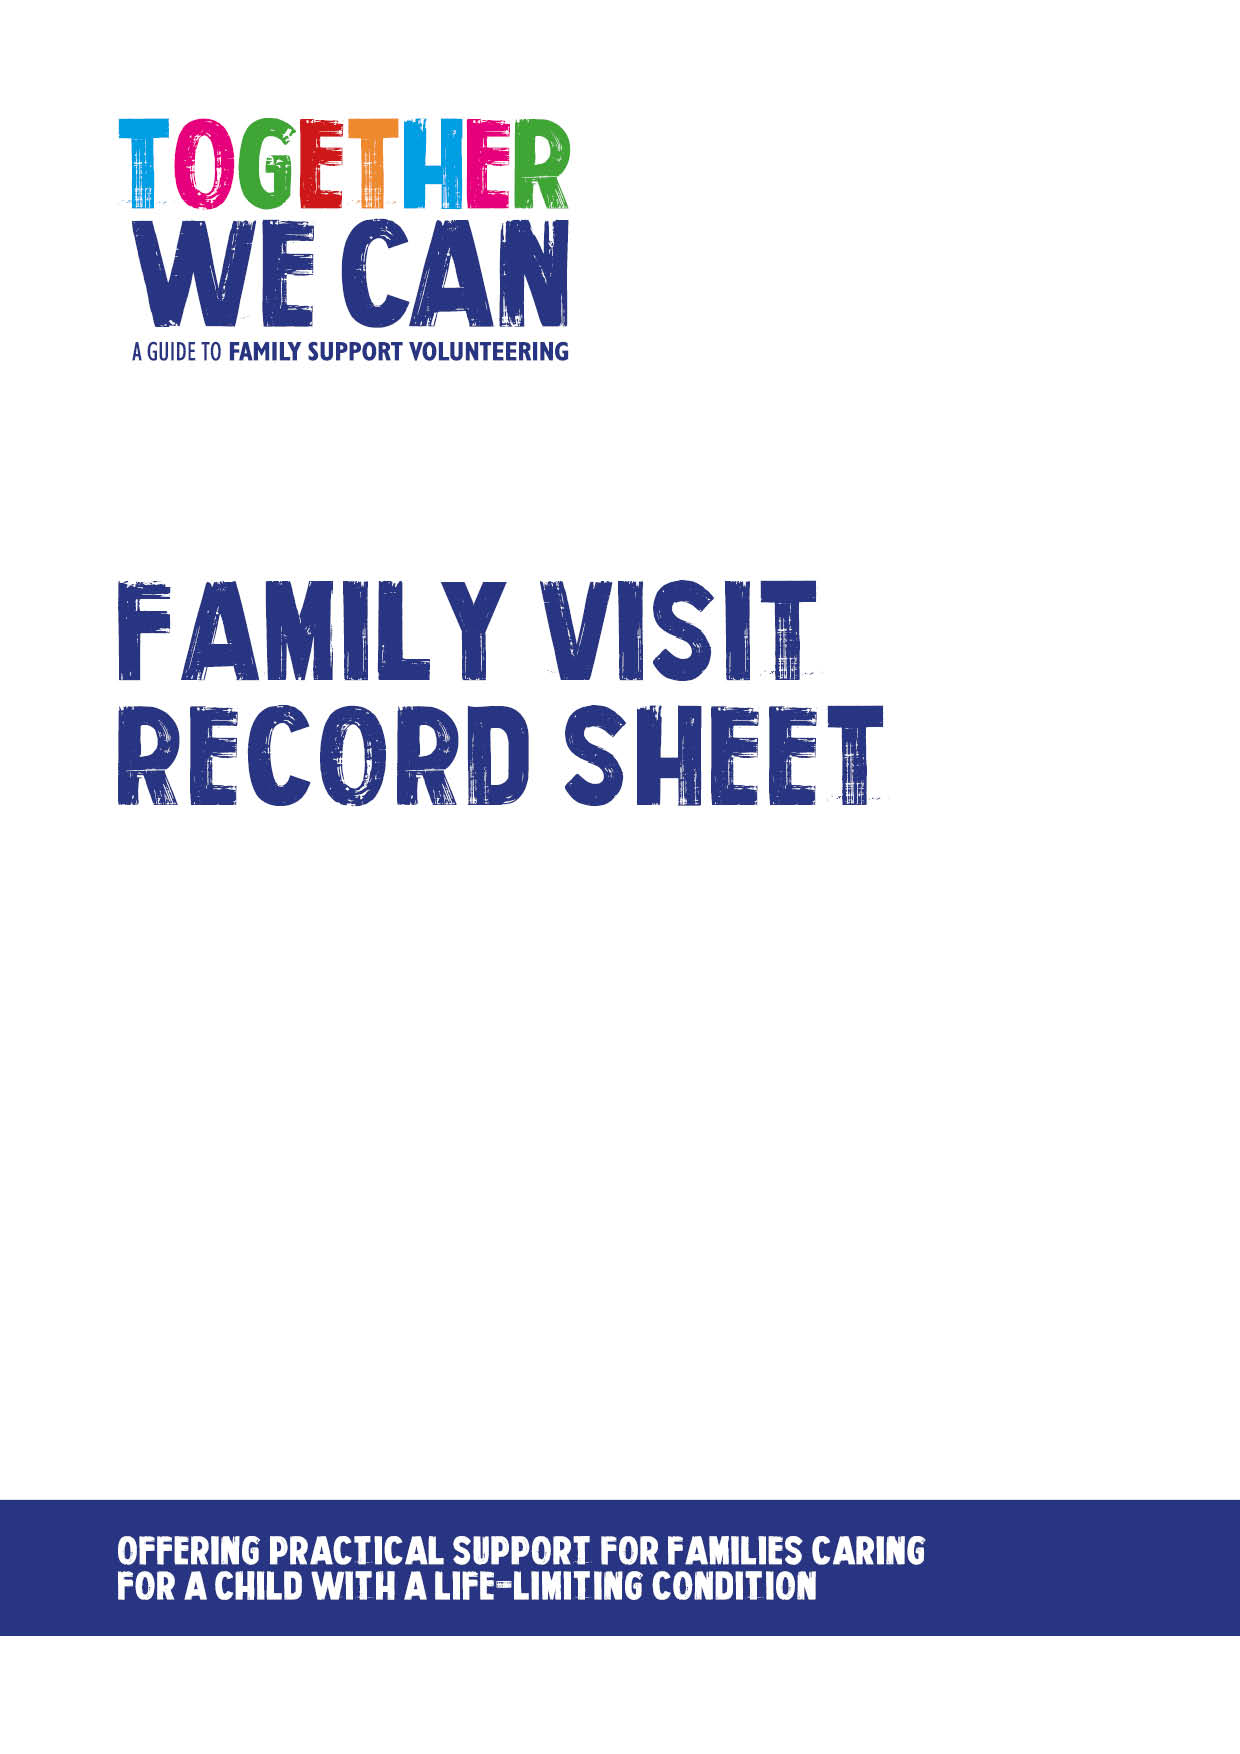 TOGETHER
WE CAN
A GUIDE TO FAMILY SUPPORT VOLUNTEERING
FAMILY VISIT
RECORD SHEET
OFFERING PRACTICAL SUPPORT FOR FAMILIES CARING
FOR A CHILD WITH A LIFE-LIMITING CONDITION